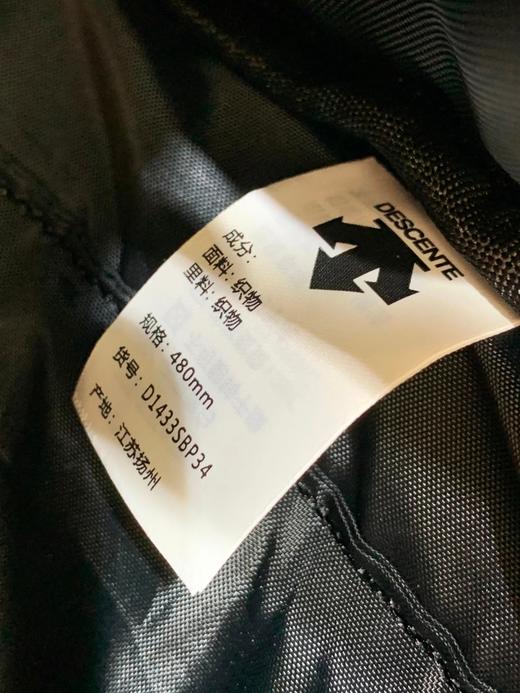 DESCENTE
成分:
面料: 织物
里料: 织物
规格: 480mm
货号: D1433SBP34
产地: 江苏扬州